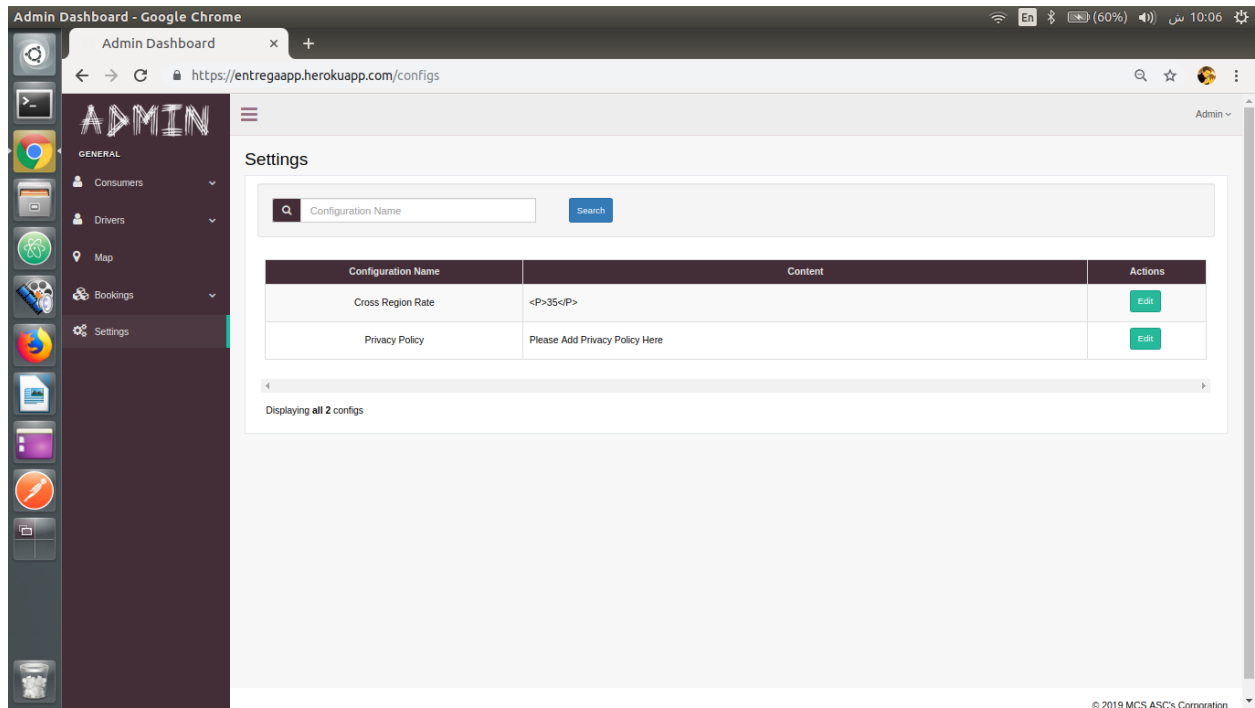 Admin Dashboard - Google Chrome
En (60%) ش 10:06
Admin Dashboard × +
https://entregaapp.herokuapp.com/configs
ADMIN
Admin
GENERAL
Settings
Consumers
Configuration Name Search
Drivers
Map
Configuration Name Content Actions
Bookings
Cross Region Rate <P>35</P> Edit
Settings
Privacy Policy Please Add Privacy Policy Here Edit
Displaying all 2 configs
© 2019 MCS ASC's Corporation